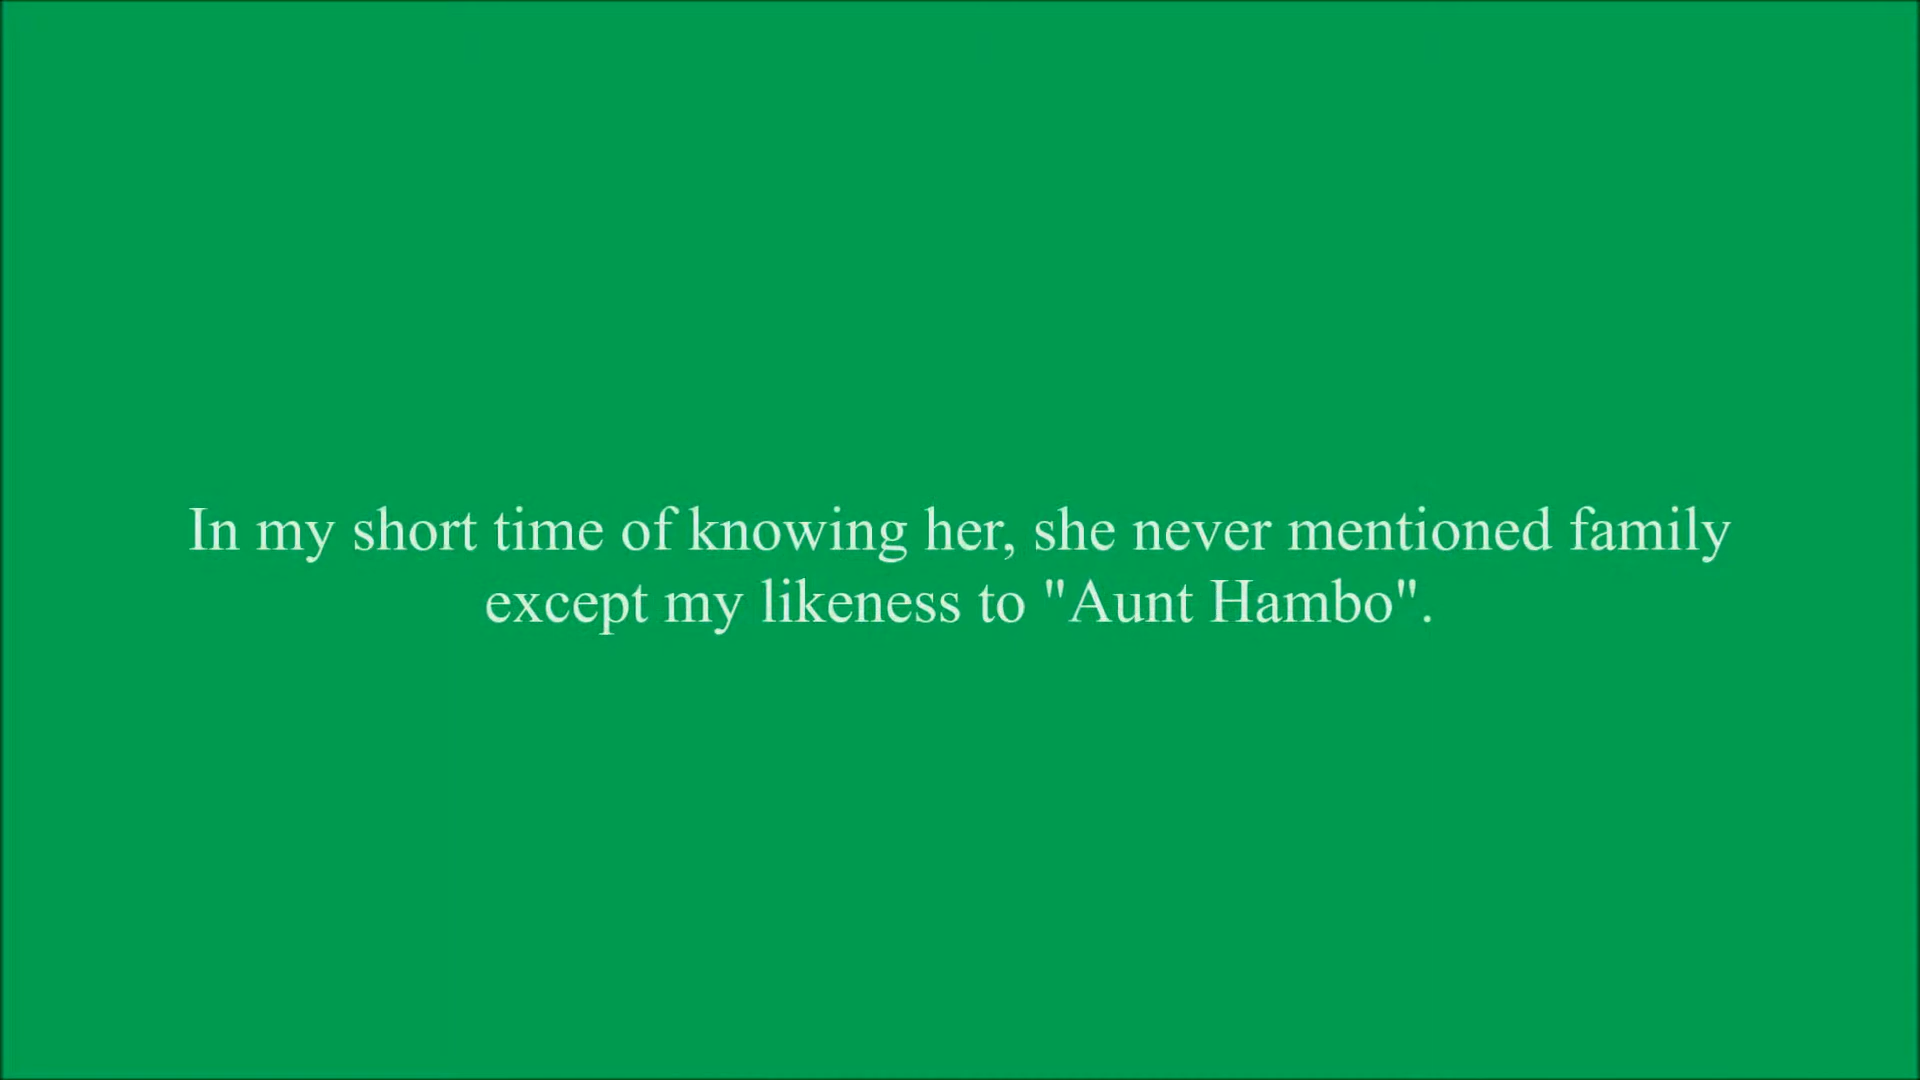 In my short time of knowing her, she never mentioned family
except my likeness to "Aunt Hambo".